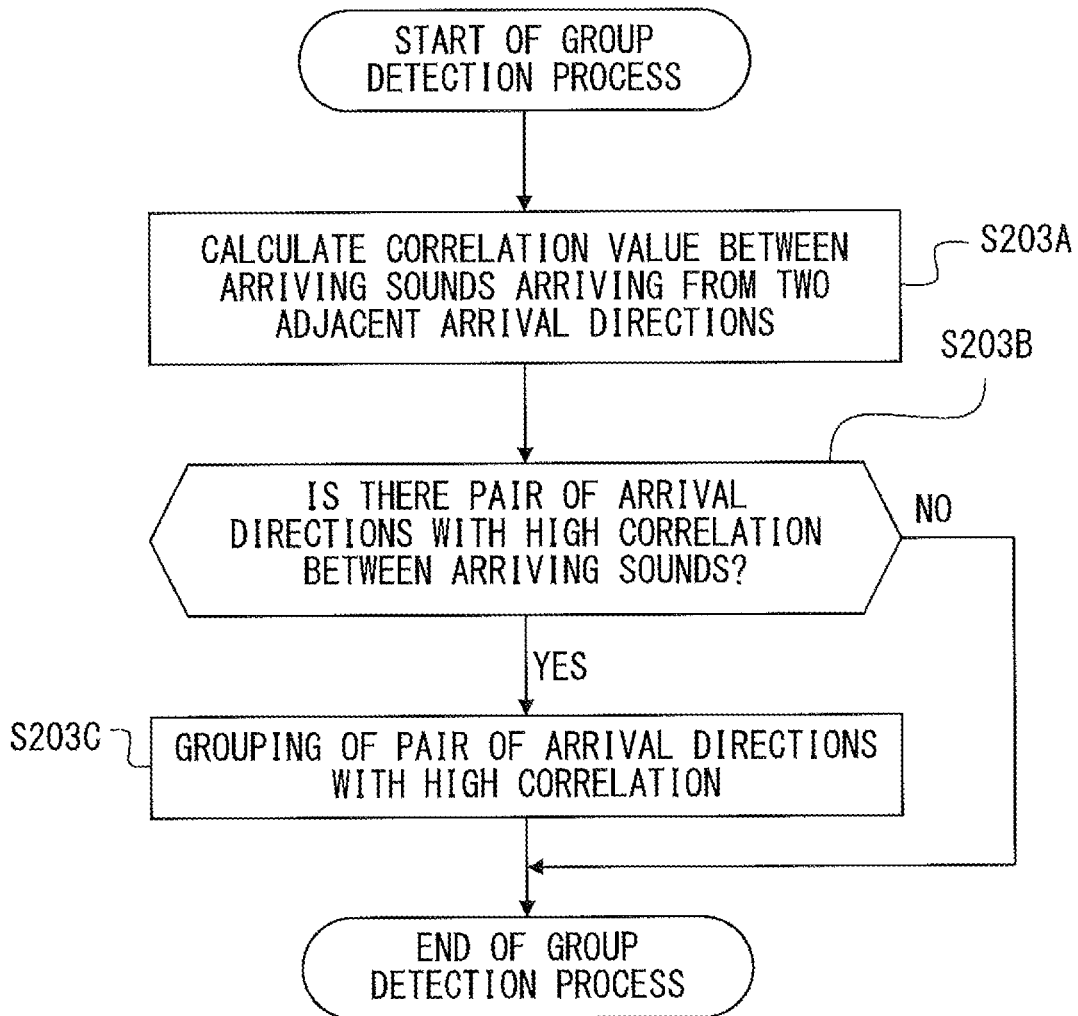 START OF GROUP
DETECTION PROCESS
CALCULATE CORRELATION VALUE BETWEEN
ARRIVING SOUNDS ARRIVING FROM TWO
ADJACENT ARRIVAL DIRECTIONS
S203A
S203B
IS THERE PAIR OF ARRIVAL
DIRECTIONS WITH HIGH CORRELATION
BETWEEN ARRIVING SOUNDS?
NO
YES
S203C
GROUPING OF PAIR OF ARRIVAL DIRECTIONS
WITH HIGH CORRELATION
END OF GROUP
DETECTION PROCESS